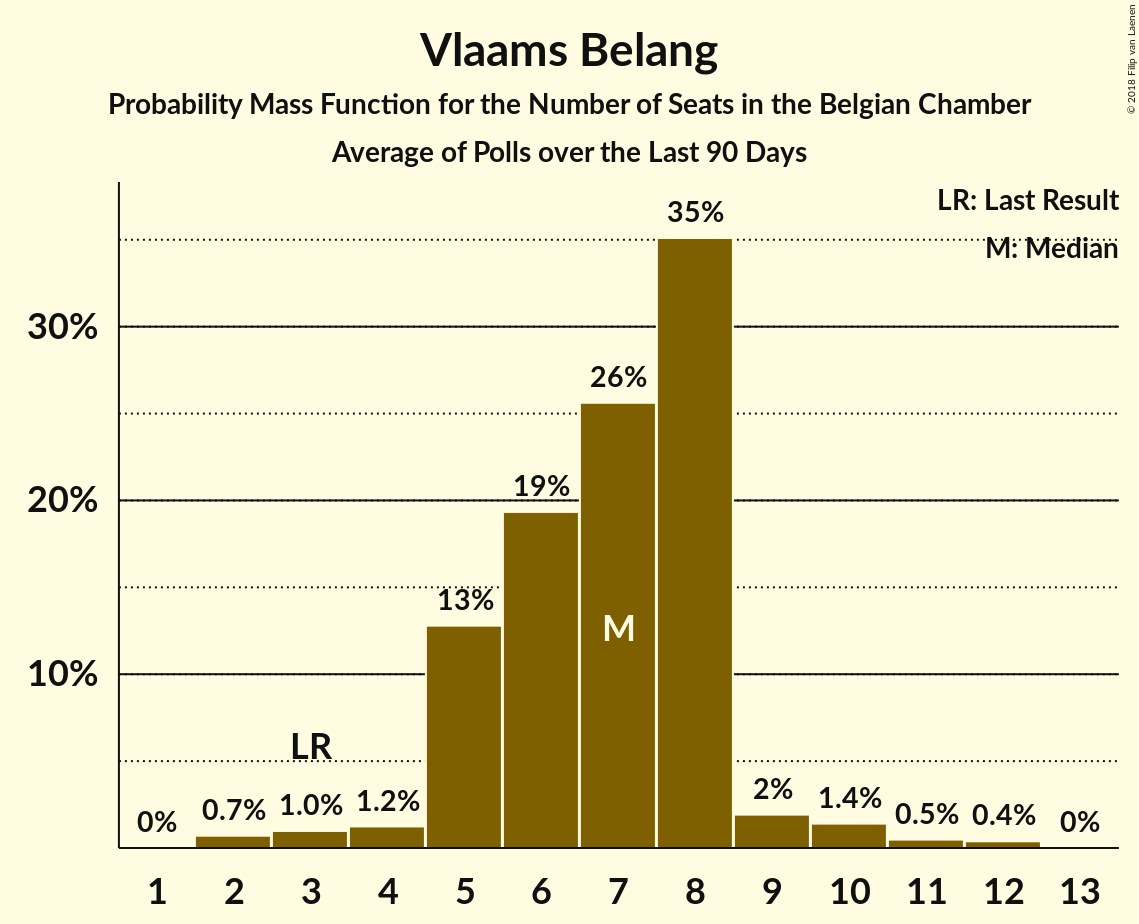 Vlaams Belang
Probability Mass Function for the Number of Seats in the Belgian Chamber
Average of Polls over the Last 90 Days
© 2018 Filip van Laenen
LR: Last Result
M: Median
30%
20%
10%
0%
0.7%
1.0%
LR
1.2%
13%
19%
26%
M
35%
2%
1.4%
0.5%
0.4%
0%
1 2 3 4 5 6 7 8 9 10 11 12 13